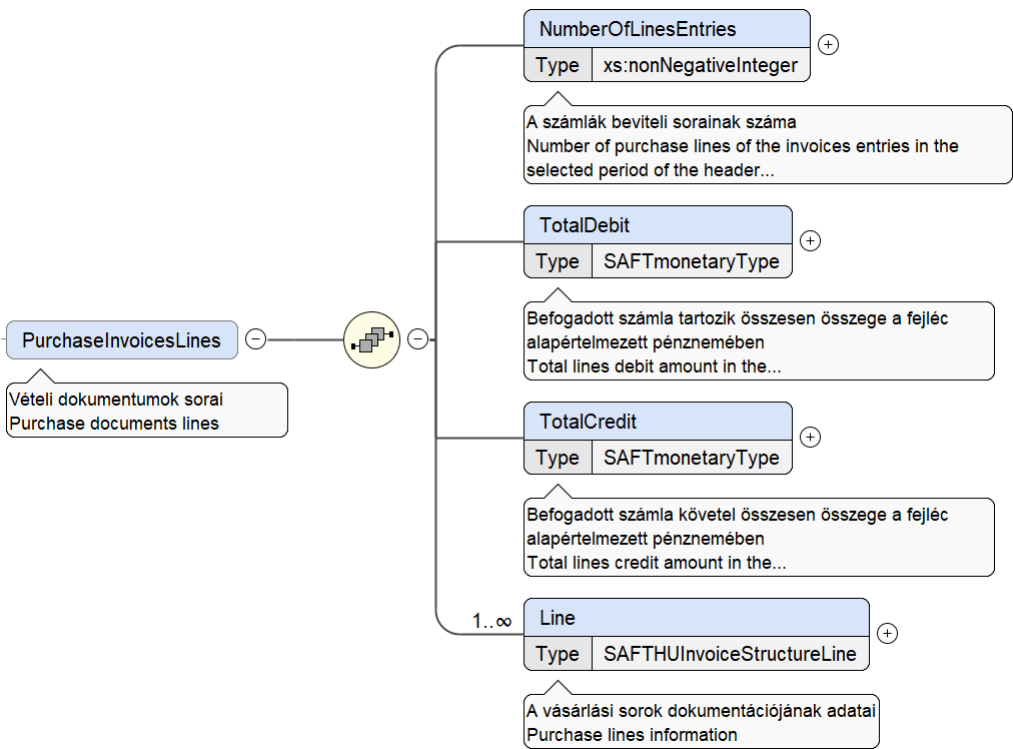 NumberOfLinesEntries
Type xs:nonNegativeInteger
A számlák beviteli sorainak száma
Number of purchase lines of the invoices entries in the
selected period of the header...
TotalDebit
Type SAFTmonetaryType
Befogadott számla tartozik összesen összege a fejléc
alapértelmezett pénznemében
Total lines debit amount in the...
PurchaseInvoicesLines
Vételi dokumentumok sorai
Purchase documents lines
TotalCredit
Type SAFTmonetaryType
Befogadott számla követel összesen összege a fejléc
alapértelmezett pénznemében
Total lines credit amount in the...
1..∞
Line
Type SAFTHUInvoiceStructureLine
A vásárlási sorok dokumentációjának adatai
Purchase lines information